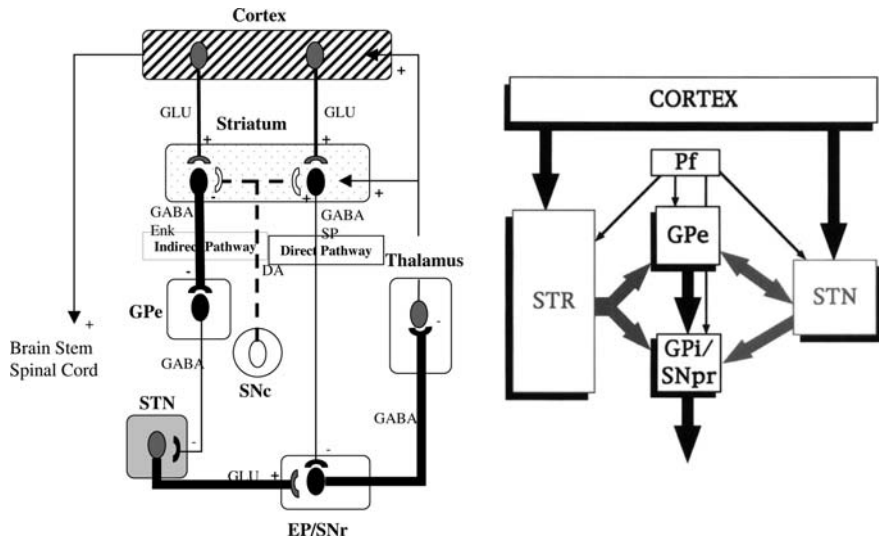 Cortex
+
GLU
GLU
Striatum
+
+
-
+
+
GABA
Enk
GABA
SP
Indirect Pathway
Direct Pathway
DA
Thalamus
-
-
GPe
GABA
SNc
+
Brain Stem
Spinal Cord
STN
-
GABA
-
GLU
+
EP/SNr
CORTEX
Pf
GPe
STR
STN
GPi/
SNpr